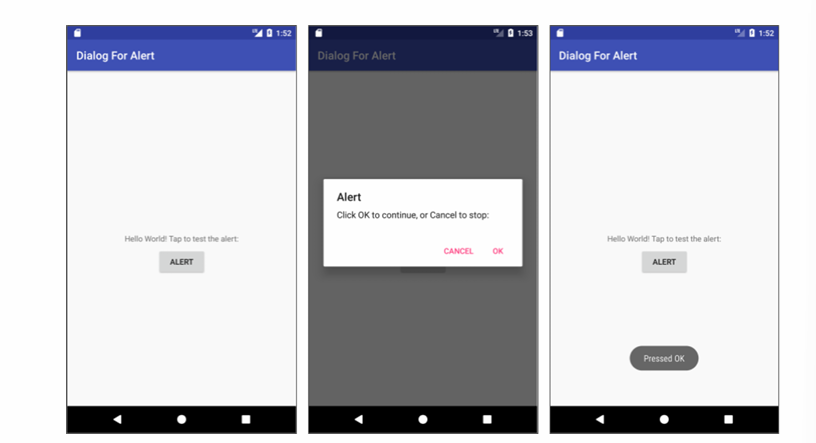 1:52
Dialog For Alert
Hello World! Tap to test the alert:
ALERT
1:53
Dialog For Alert
Alert
Click OK to continue, or Cancel to stop:
CANCEL OK
1:52
Dialog For Alert
Hello World! Tap to test the alert:
ALERT
Pressed OK